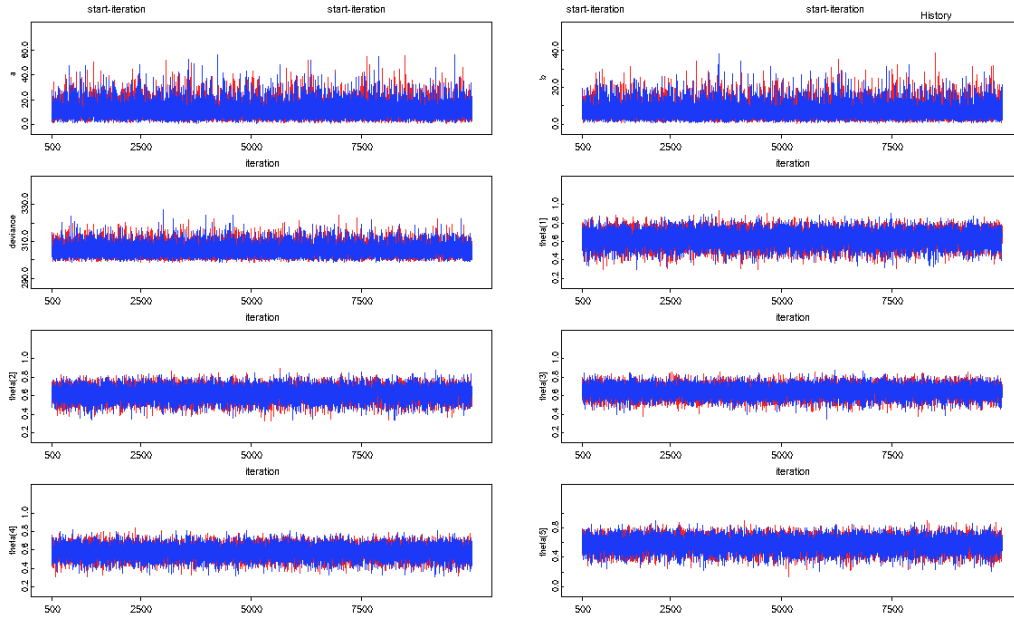 start-iteration start-iteration start-iteration start-iteration
History
a 0.0 20.0 40.0 60.0
500 2500 5000 7500
iteration
b 0.0 20.0 40.0
500 2500 5000 7500
iteration
deviance 290.0 310.0 330.0
500 2500 5000 7500
iteration
theta[1] 0.2 0.4 0.6 0.8 1.0
500 2500 5000 7500
iteration
theta[2] 0.2 0.4 0.6 0.8 1.0
500 2500 5000 7500
iteration
theta[3] 0.2 0.4 0.6 0.8 1.0
500 2500 5000 7500
iteration
theta[4] 0.2 0.4 0.6 0.8 1.0
500 2500 5000 7500
theta[5] 0.0 0.4 0.8
500 2500 5000 7500